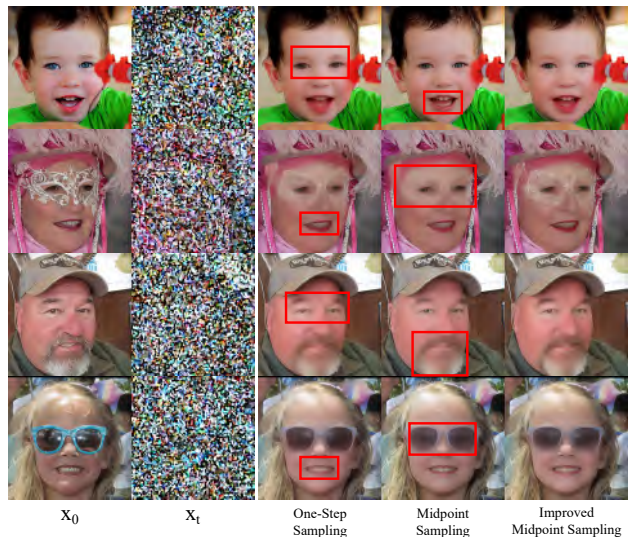 x₀
xₜ
One-Step
Sampling
Midpoint
Sampling
Improved
Midpoint Sampling